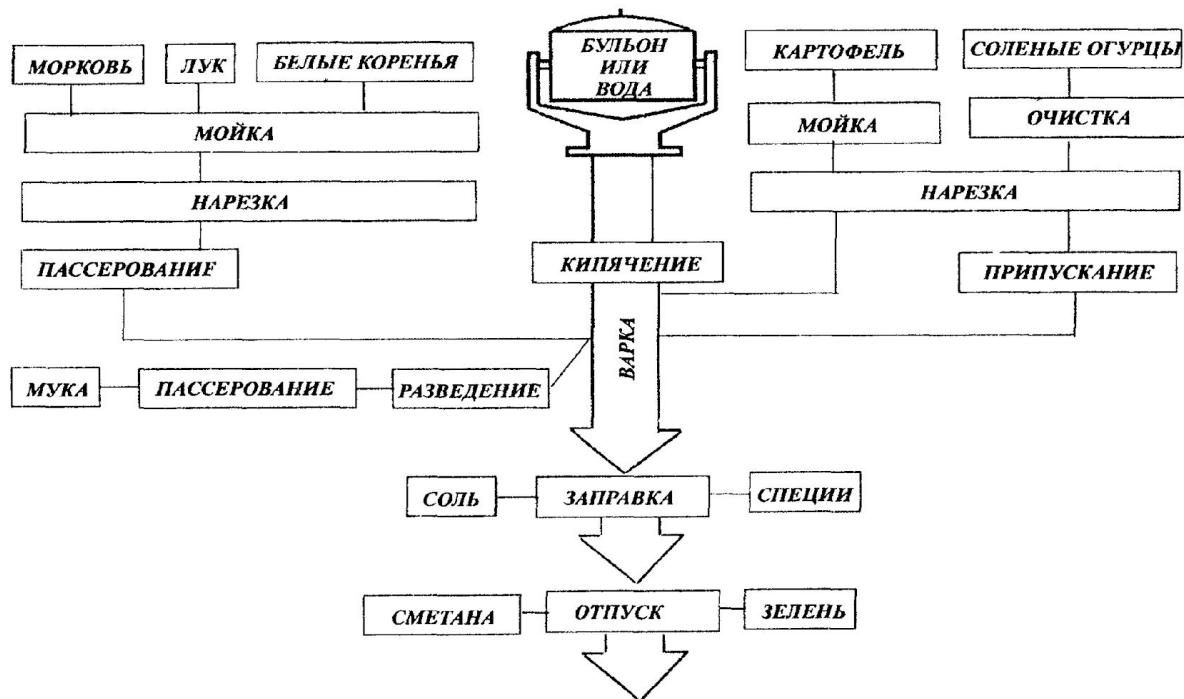 МОРКОВЬ
ЛУК
БЕЛЫЕ КОРЕНЬЯ
БУЛЬОН
ИЛИ
ВОДА
КАРТОФЕЛЬ
СОЛЕНЫЕ ОГУРЦЫ
МОЙКА
МОЙКА
ОЧИСТКА
НАРЕЗКА
НАРЕЗКА
ПАССЕРОВАНИЕ
КИПЯЧЕНИЕ
ПРИПУСКАНИЕ
ВАРКА
МУКА
ПАССЕРОВАНИЕ
РАЗВЕДЕНИЕ
СОЛЬ
ЗАПРАВКА
СПЕЦИИ
СМЕТАНА
ОТПУСК
ЗЕЛЕНЬ